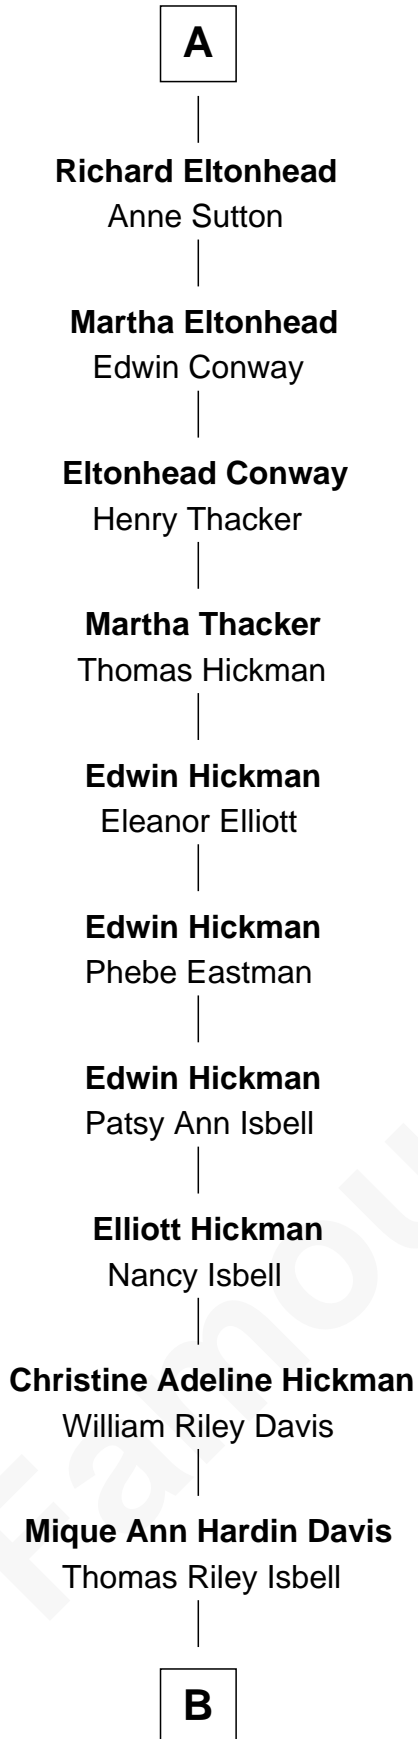 A
Richard Eltonhead
Anne Sutton
Martha Eltonhead
Edwin Conway
Eltonhead Conway
Henry Thacker
Martha Thacker
Thomas Hickman
Edwin Hickman
Eleanor Elliott
Edwin Hickman
Phebe Eastman
Edwin Hickman
Patsy Ann Isbell
Elliott Hickman
Nancy Isbell
Christine Adeline Hickman
William Riley Davis
Mique Ann Hardin Davis
Thomas Riley Isbell
B
Famou